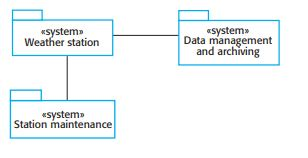 «system»
Weather station
«system»
Data management
and archiving
«system»
Station maintenance